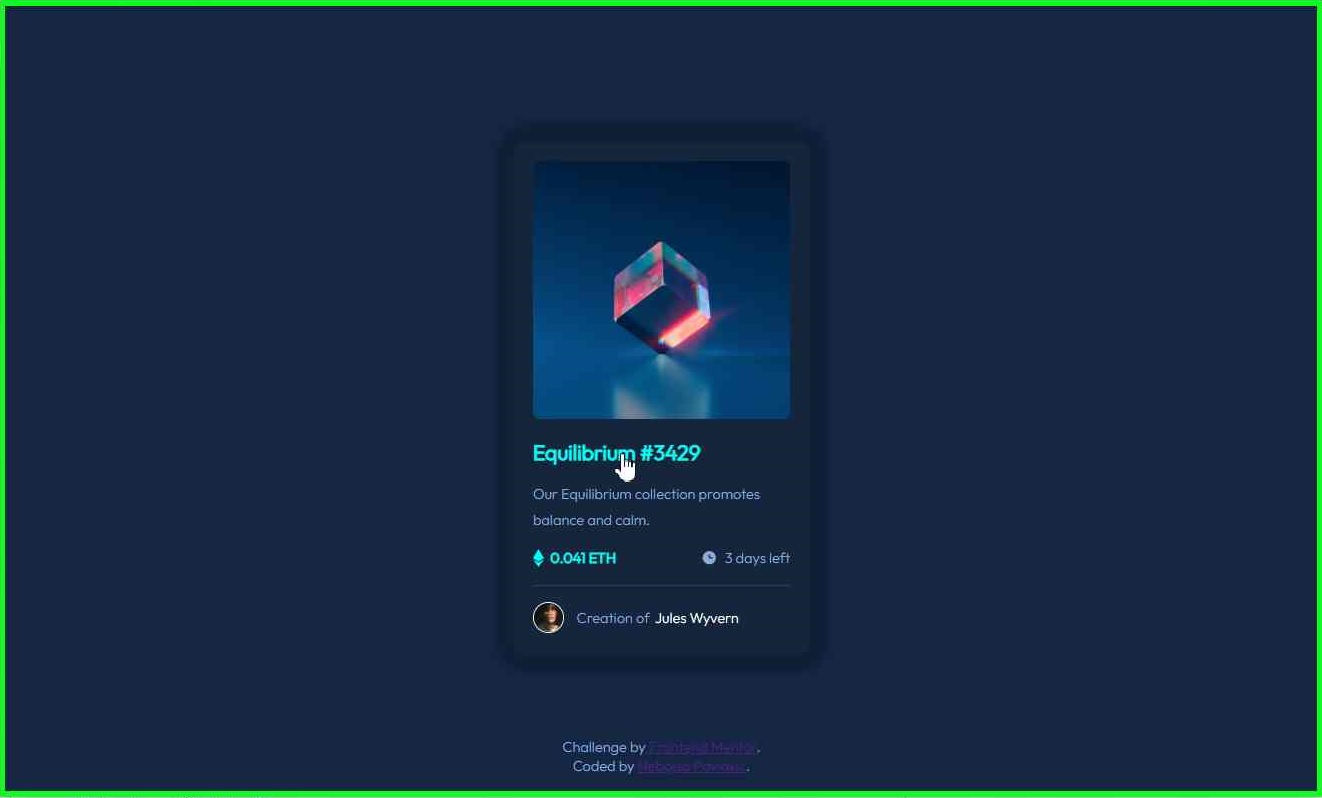 Equilibrium #3429
Our Equilibrium collection promotes
balance and calm.
0.041 ETH
3 days left
Creation of Jules Wyvern
Challenge by Frontend Mentor.
Coded by